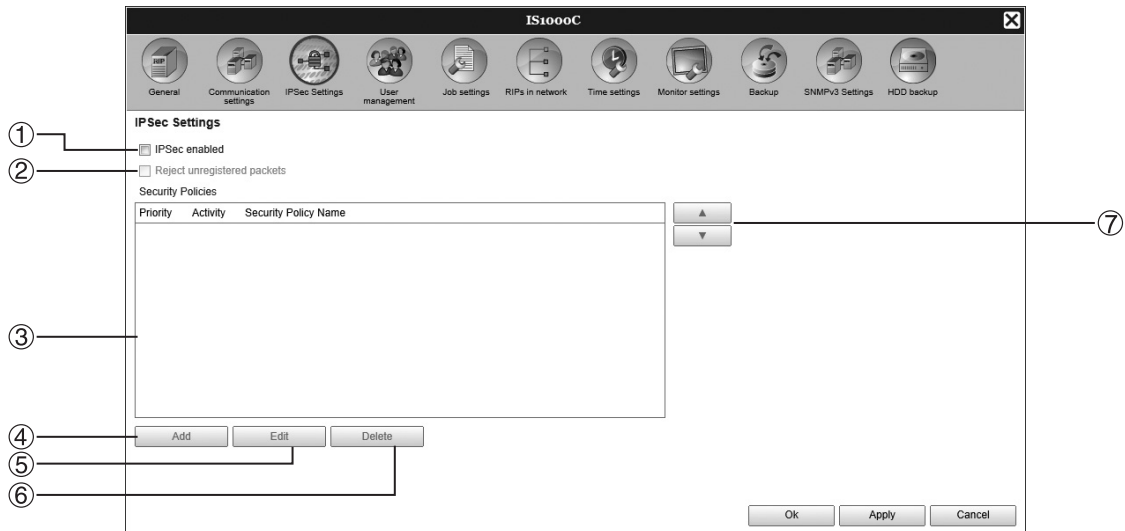 IS1000C
RIP
General
Communication settings
IPSec Settings
User management
Job settings
RIPs in network
Time settings
Monitor settings
Backup
SNMPv3 Settings
HDD backup
IPSec Settings
① IPSec enabled
② Reject unregistered packets
Security Policies
Priority Activity Security Policy Name
▲
▼
⑦
③
④ Add Edit Delete
⑤
⑥
Ok Apply Cancel